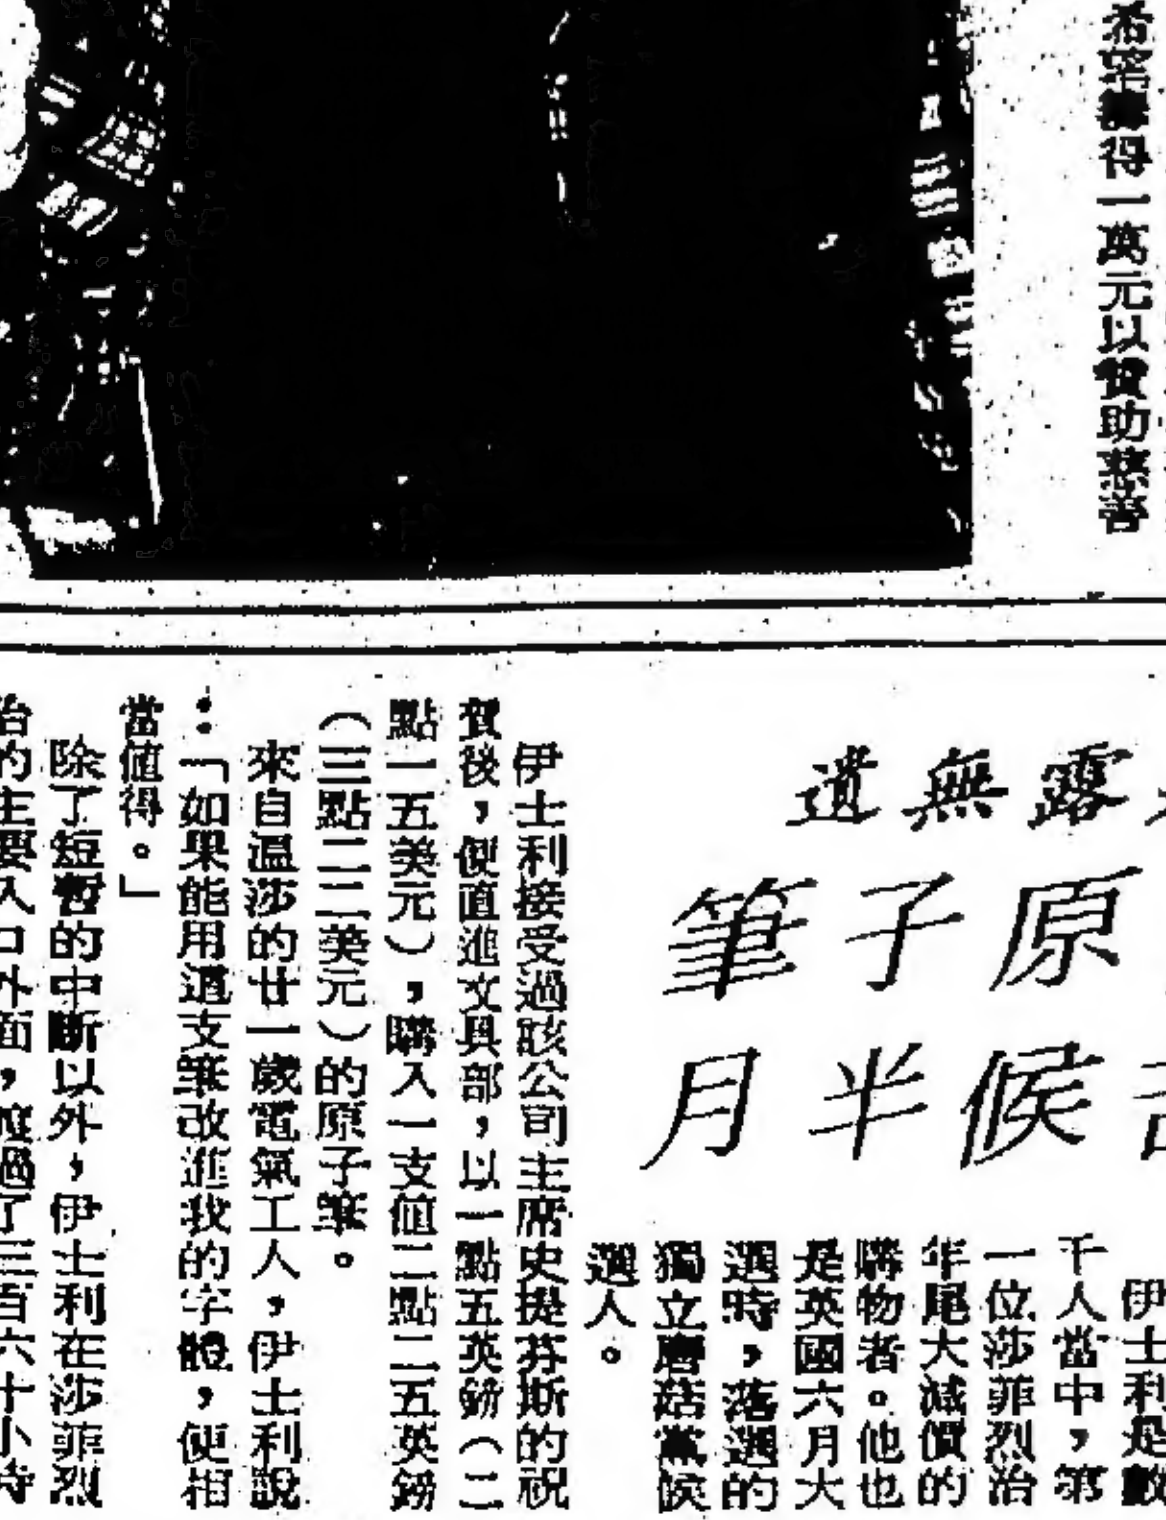 希望籌得一萬元以贊助慈善
露無遺
原子筆
候半月
伊士利是數
千人當中，第
一位莎菲烈治
年尾大減價的
購物者。他也
是英國六月大
選時，落選的
獨立磨菇黨候
選人。
伊士利接受過該公司主席史提芬斯的祝
賀後，便直進文具部，以一點五英鎊（二
點一五美元），購入一支值二點二五英鎊
（三點二二美元）的原子筆。
來自溫莎的廿一歲電氣工人，伊士利說
：「如果能用這支筆改進我的字體，便相
當值得。」
除了短暫的中斷以外，伊士利在莎菲烈
治的主要入口外面，渡過了三百六十小時